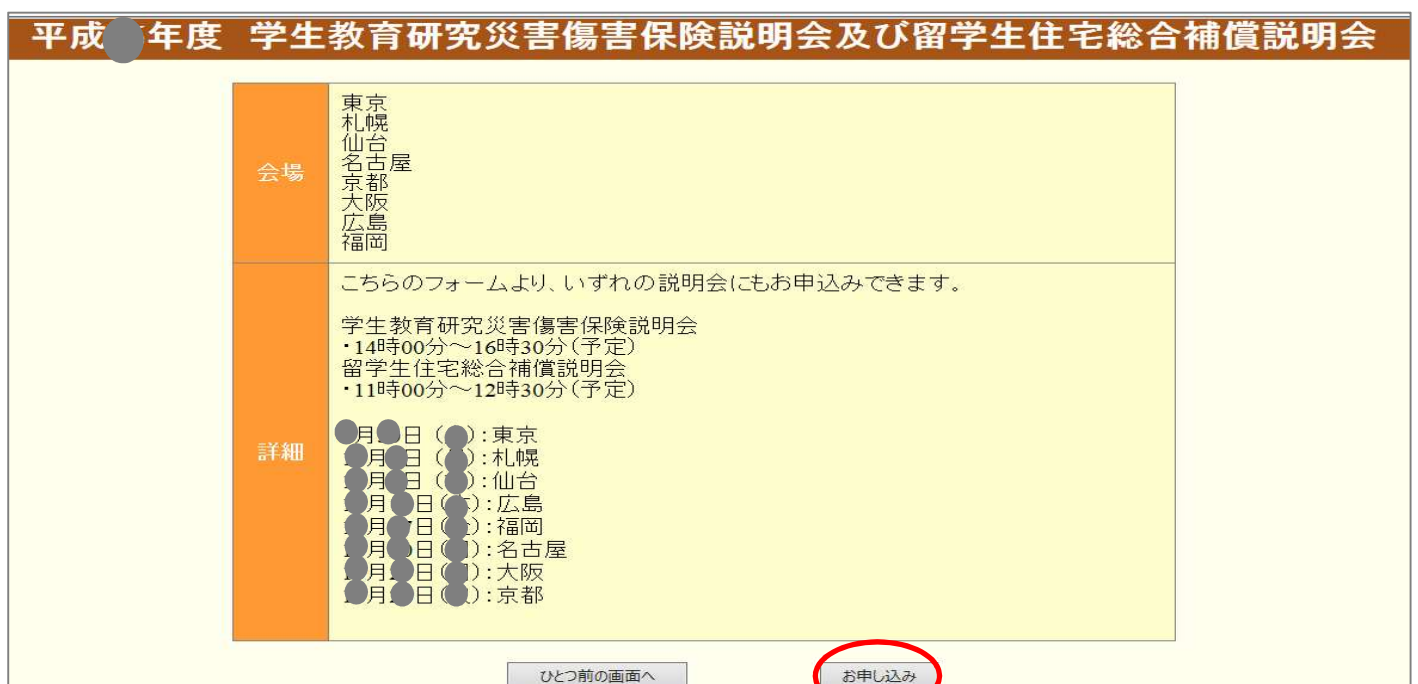 平成 年度 学生教育研究災害傷害保険説明会及び留学生住宅総合補償説明会
会場
東京
札幌
仙台
名古屋
京都
大阪
広島
福岡
詳細
こちらのフォームより、いずれの説明会にもお申込みできます。
学生教育研究災害傷害保険説明会
・14時00分～16時30分(予定)
留学生住宅総合補償説明会
・11時00分～12時30分(予定)
月 日 ( ):東京
月 日 ( ):札幌
月 日 ( ):仙台
月 日( ):広島
月 日( ):福岡
月 日( ):名古屋
月 日( ):大阪
月 日( ):京都
ひとつ前の画面へ
お申し込み